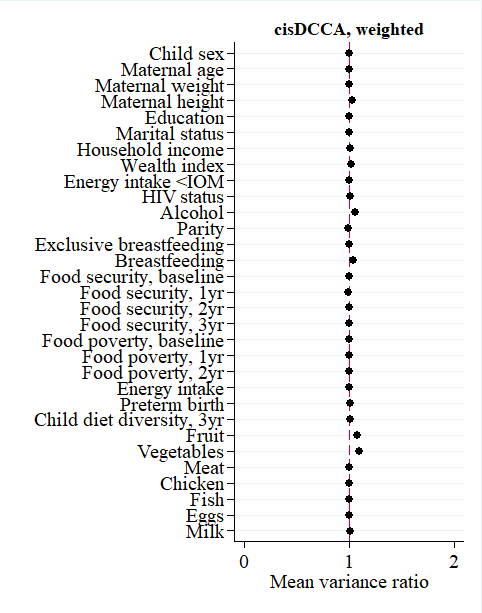 cisDCCA, weighted
Child sex
Maternal age
Maternal weight
Maternal height
Education
Marital status
Household income
Wealth index
Energy intake <IOM
HIV status
Alcohol
Parity
Exclusive breastfeeding
Breastfeeding
Food security, baseline
Food security, 1yr
Food security, 2yr
Food security, 3yr
Food poverty, baseline
Food poverty, 1yr
Food poverty, 2yr
Energy intake
Preterm birth
Child diet diversity, 3yr
Fruit
Vegetables
Meat
Chicken
Fish
Eggs
Milk
0 1 2
Mean variance ratio